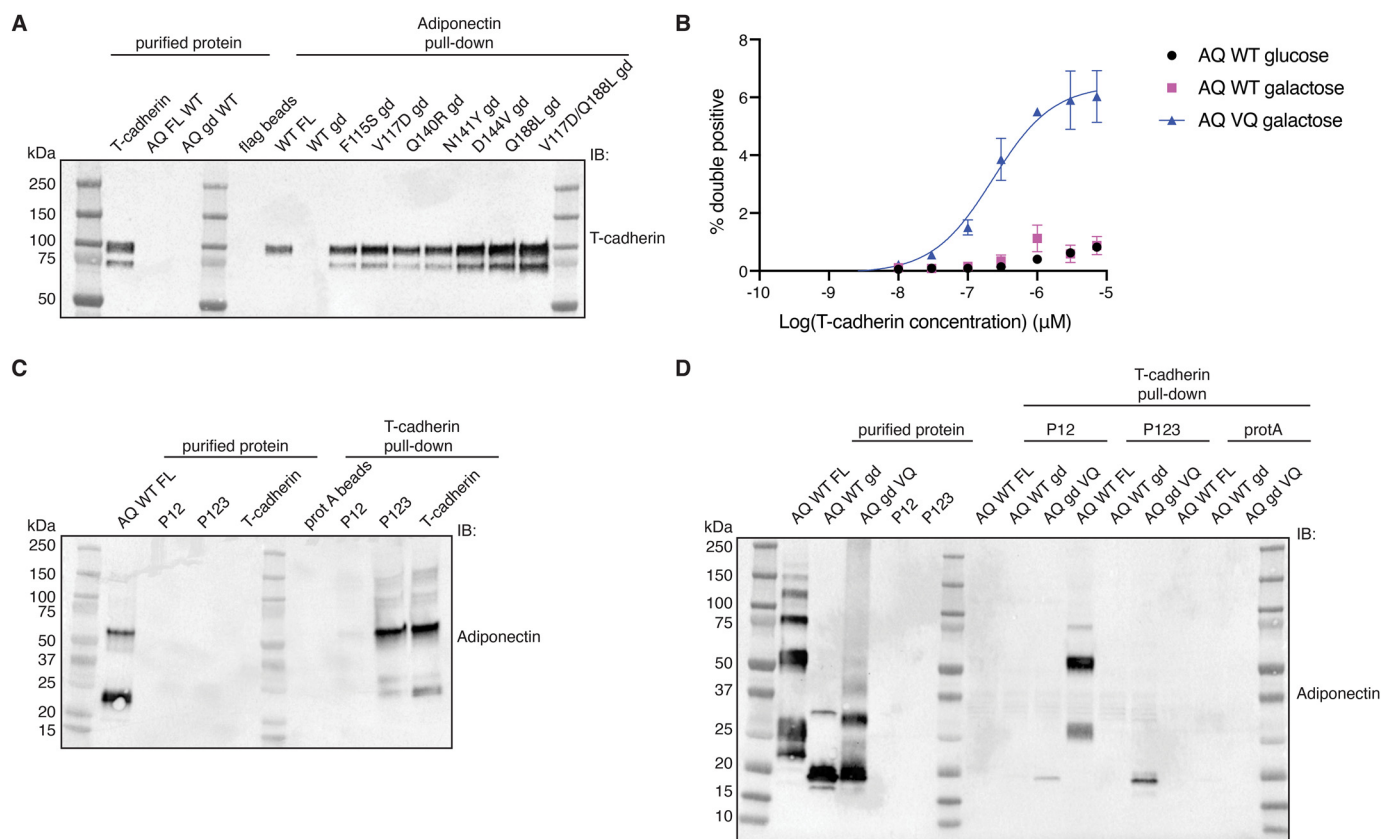 A
purified protein
Adiponectin
pull-down
T-cadherin
AQ FL WT
AQ gd WT
flag beads
WT FL
WT gd
F115S gd
V117D gd
Q140R gd
N141Y gd
D144V gd
Q188L gd
V117D/Q188L gd
kDa
IB:
250
150
100
75
50
T-cadherin
B
% double positive
8
6
4
2
0
-10 -9 -8 -7 -6 -5
Log(T-cadherin concentration) (µM)
AQ WT glucose
AQ WT galactose
AQ VQ galactose
C
purified protein
T-cadherin
pull-down
AQ WT FL
P12
P123
T-cadherin
prot A beads
P12
P123
T-cadherin
kDa
IB:
250
150
100
75
50
37
25
20
15
Adiponectin
D
T-cadherin
pull-down
purified protein
P12
P123
protA
AQ WT FL
AQ WT gd
AQ gd VQ
P12
P123
AQ WT FL
AQ WT gd
AQ gd VQ
AQ WT FL
AQ WT gd
AQ gd VQ
AQ WT FL
AQ WT gd
AQ gd VQ
kDa
IB:
250
150
100
75
50
37
25
20
15
10
Adiponectin